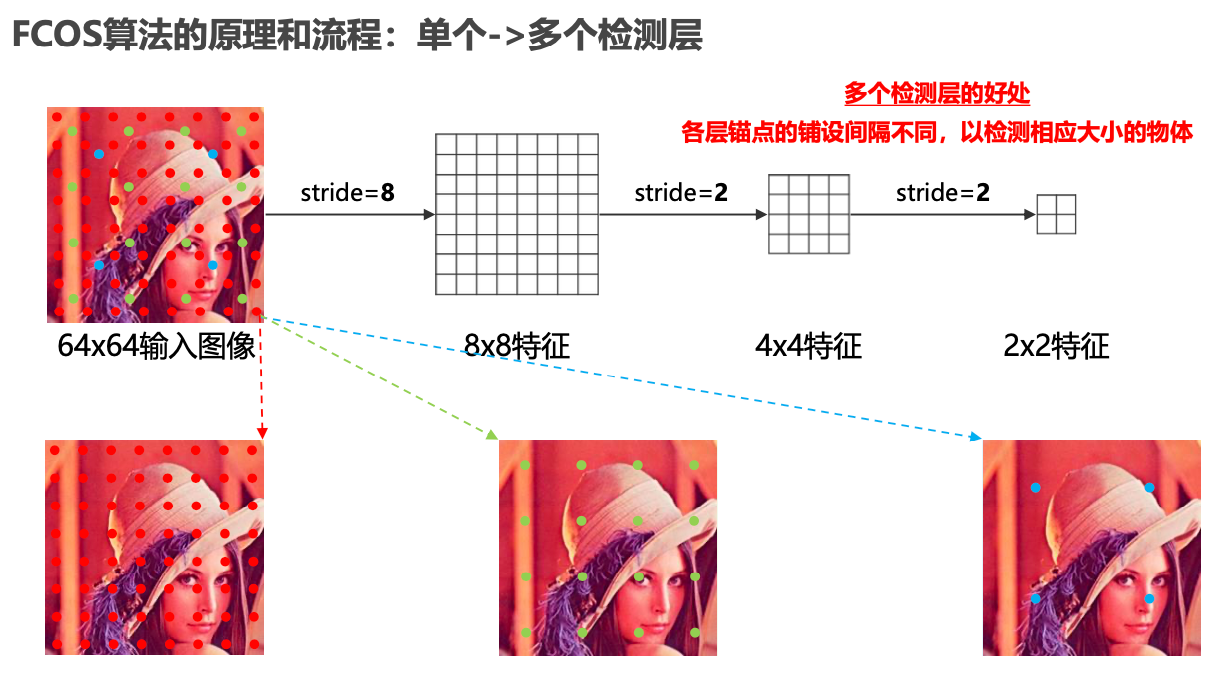 FCOS算法的原理和流程：单个->多个检测层
多个检测层的好处
各层锚点的铺设间隔不同，以检测相应大小的物体
stride=8
stride=2
stride=2
64x64输入图像
8x8特征
4x4特征
2x2特征